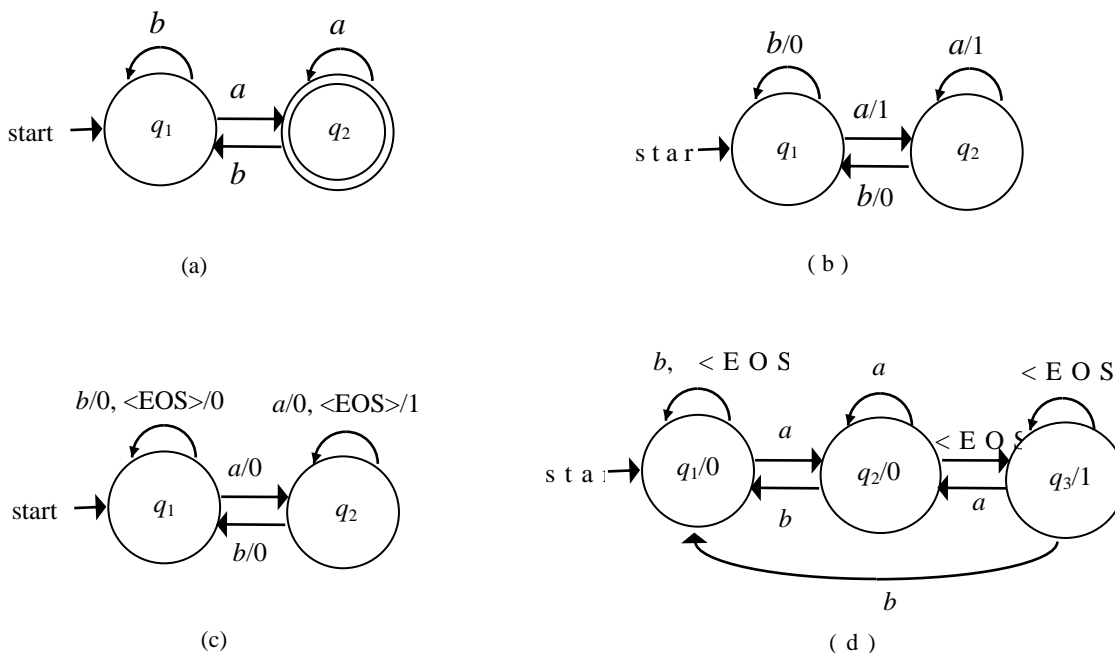 b
a
a
start
q1
q2
b
(a)
b/0
a/1
a/1
s t a r
q1
q2
b/0
( b )
b/0, <EOS>/0
a/0, <EOS>/1
a/0
start
q1
q2
b/0
(c)
b, < E O S
a
< E O S
a
< E O S
s t a
q1/0
q2/0
q3/1
b
a
b
( d )